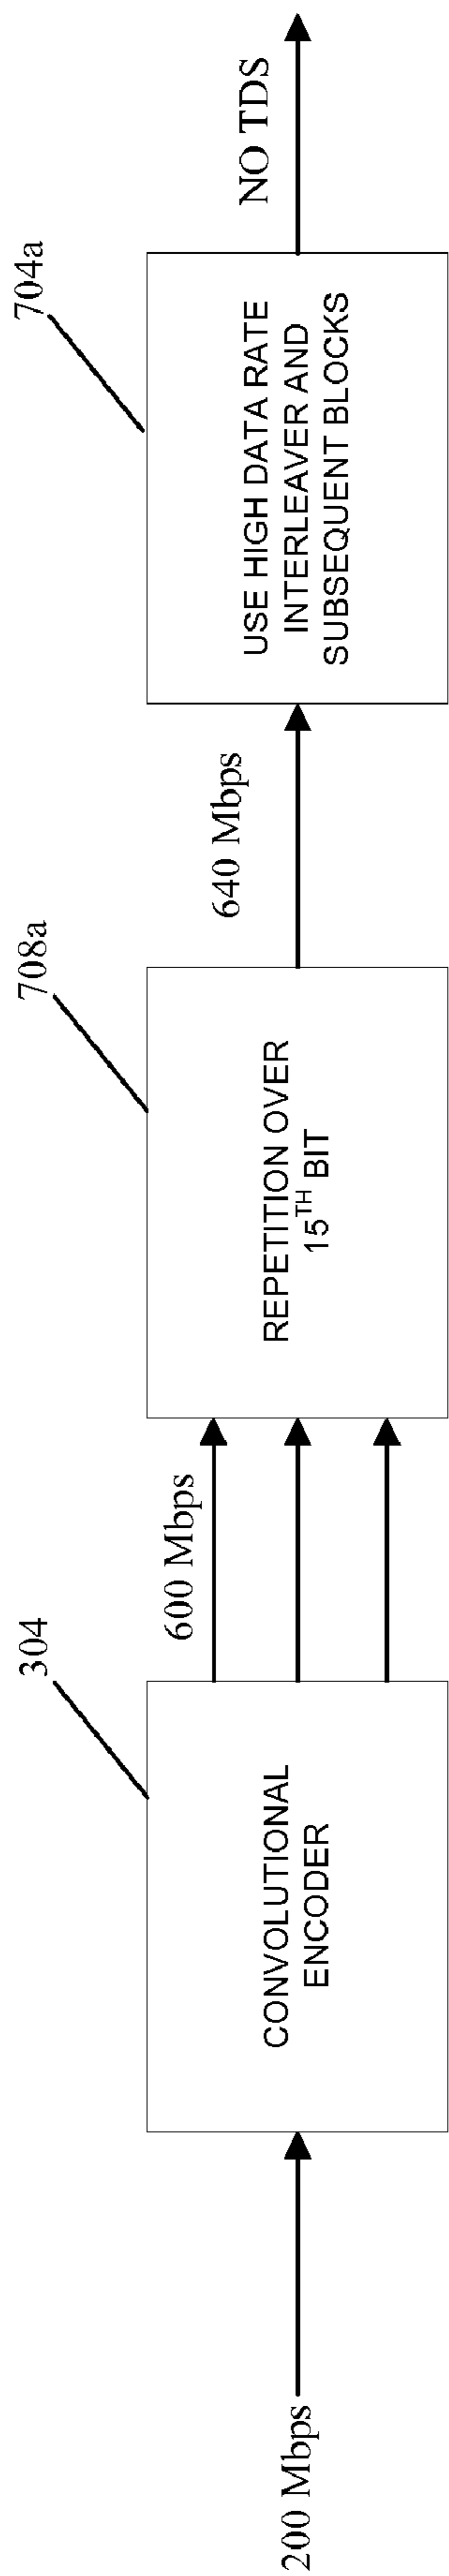 200 Mbps
304
CONVOLUTIONAL
ENCODER
600 Mbps
708a
REPETITION OVER
15TH BIT
640 Mbps
704a
USE HIGH DATA RATE
INTERLEAVER AND
SUBSEQUENT BLOCKS
NO TDS